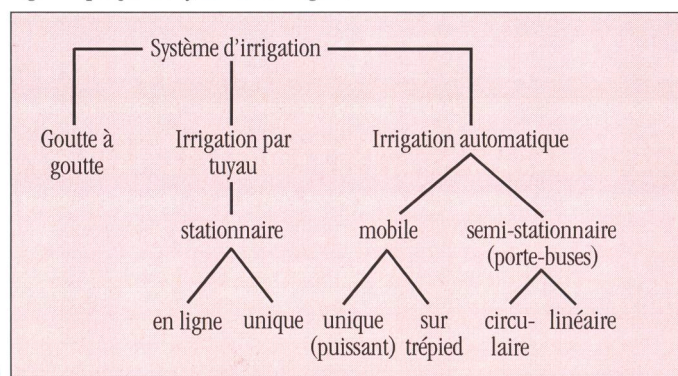 Système d'irrigation
Goutte à
goutte
Irrigation par
tuyau
Irrigation automatique
stationnaire
mobile
semi-stationnaire
(porte-buses)
en ligne
unique
unique
(puissant)
sur
trépied
circu-
laire
linéaire